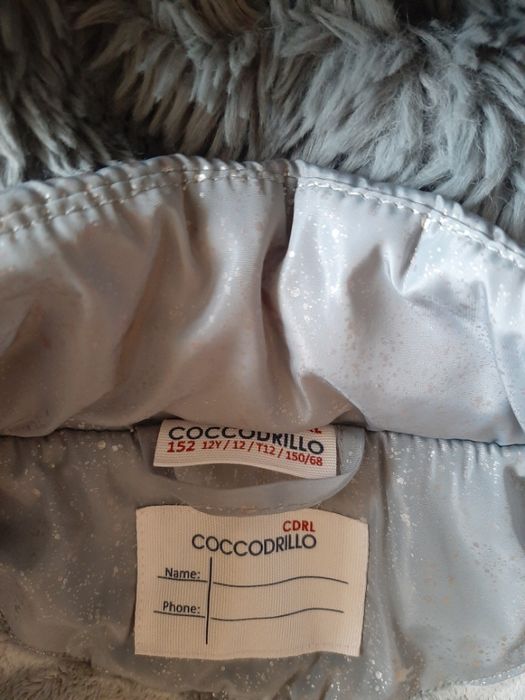 COCCODRILLO
152 12Y / 12 / T12 / 150/68
CDRL
COCCODRILLO
Name:
Phone: